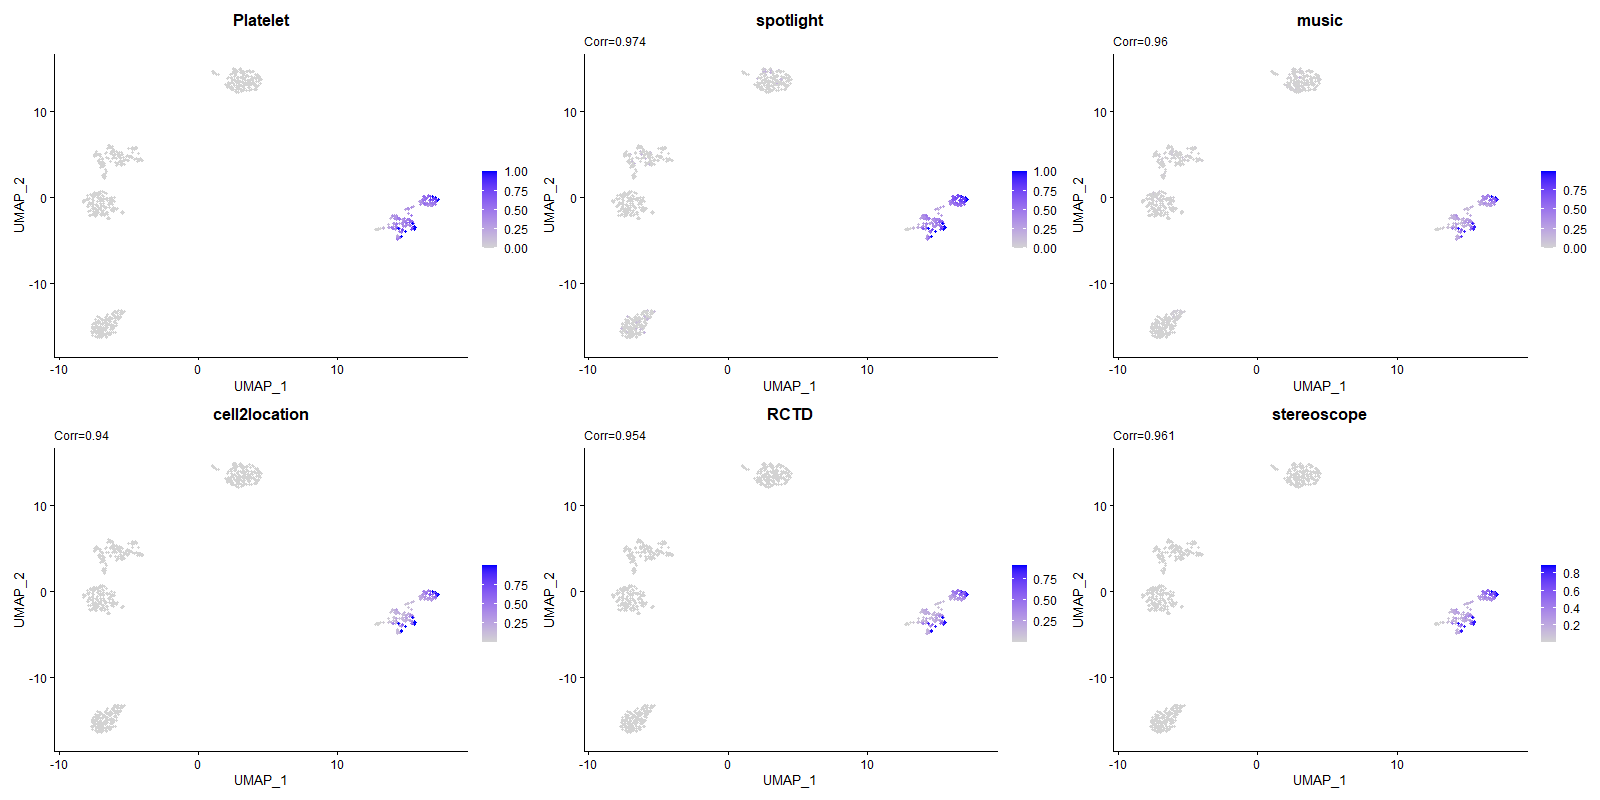 Platelet
10
0
-10
UMAP_2
-10
0
10
UMAP_1
1.00
0.75
0.50
0.25
0.00
spotlight
Corr=0.974
10
0
-10
UMAP_2
-10
0
10
UMAP_1
1.00
0.75
0.50
0.25
0.00
music
Corr=0.96
10
0
-10
UMAP_2
-10
0
10
UMAP_1
0.75
0.50
0.25
0.00
cell2location
Corr=0.94
10
0
-10
UMAP_2
-10
0
10
UMAP_1
0.75
0.50
0.25
RCTD
Corr=0.954
10
0
-10
UMAP_2
-10
0
10
UMAP_1
0.75
0.50
0.25
stereoscope
Corr=0.961
10
0
-10
UMAP_2
-10
0
10
UMAP_1
0.8
0.6
0.4
0.2